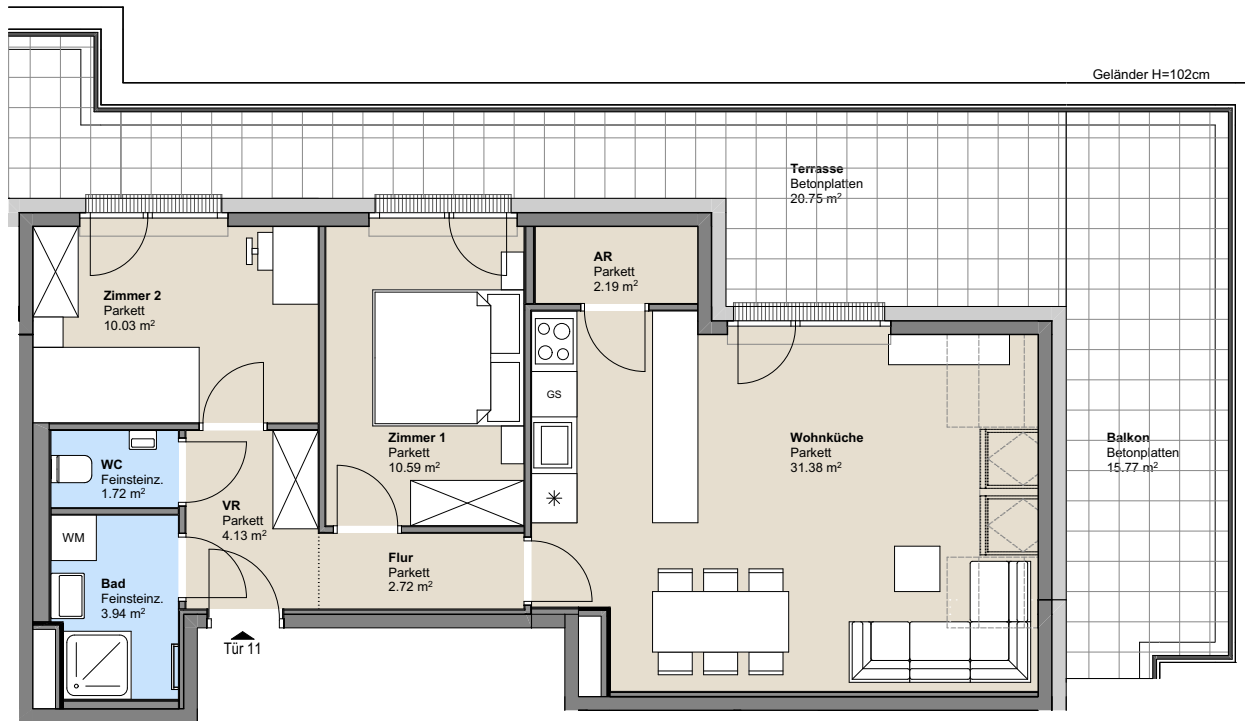 Geländer H=102cm
Terrasse
Betonplatten
20.75 m²
AR
Parkett
2.19 m²
Zimmer 2
Parkett
10.03 m²
GS
Zimmer 1
Parkett
10.59 m²
Wohnküche
Parkett
31.38 m²
Balkon
Betonplatten
15.77 m²
WC
Feinsteinz.
1.72 m²
VR
Parkett
4.13 m²
WM
Bad
Feinsteinz.
3.94 m²
Flur
Parkett
2.72 m²
Tür 11